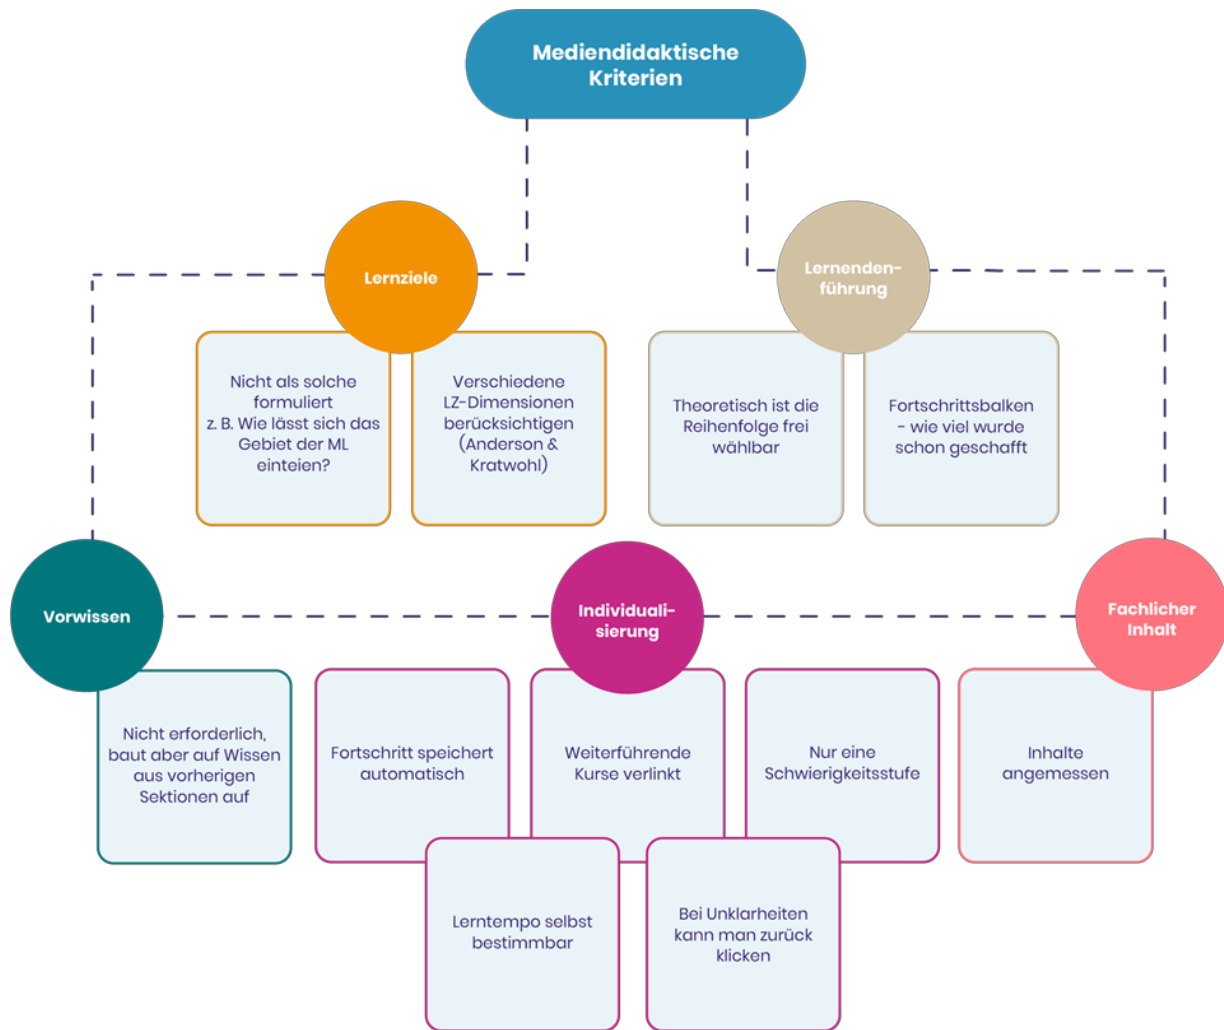 Mediendidaktische
Kriterien
Lernziele
Lernenden-
führung
Nicht als solche
formuliert
z. B. Wie lässt sich das
Gebiet der ML
einteien?
Verschiedene
LZ-Dimensionen
berücksichtigen
(Anderson &
Kratwohl)
Theoretisch ist die
Reihenfolge frei
wählbar
Fortschrittsbalken
- wie viel wurde
schon geschafft
Vorwissen
Individuali-
sierung
Fachlicher
Inhalt
Nicht erforderlich,
baut aber auf Wissen
aus vorherigen
Sektionen auf
Fortschritt speichert
automatisch
Weiterführende
Kurse verlinkt
Nur eine
Schwierigkeitsstufe
Inhalte
angemessen
Lerntempo selbst
bestimmbar
Bei Unklarheiten
kann man zurück
klicken